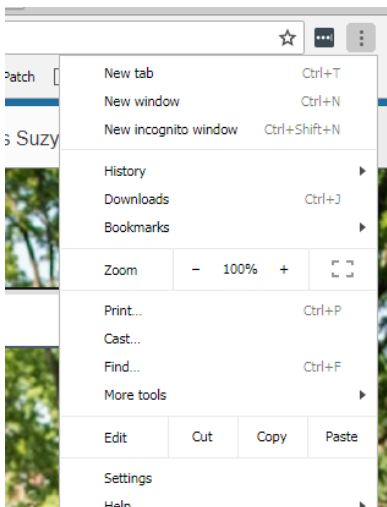 Patch
New tab Ctrl+T
New window Ctrl+N
s Suzy
New incognito window Ctrl+Shift+N
History
Downloads Ctrl+J
Bookmarks
Zoom - 100% +
Print... Ctrl+P
Cast...
Find... Ctrl+F
More tools
Edit Cut Copy Paste
Settings
Help